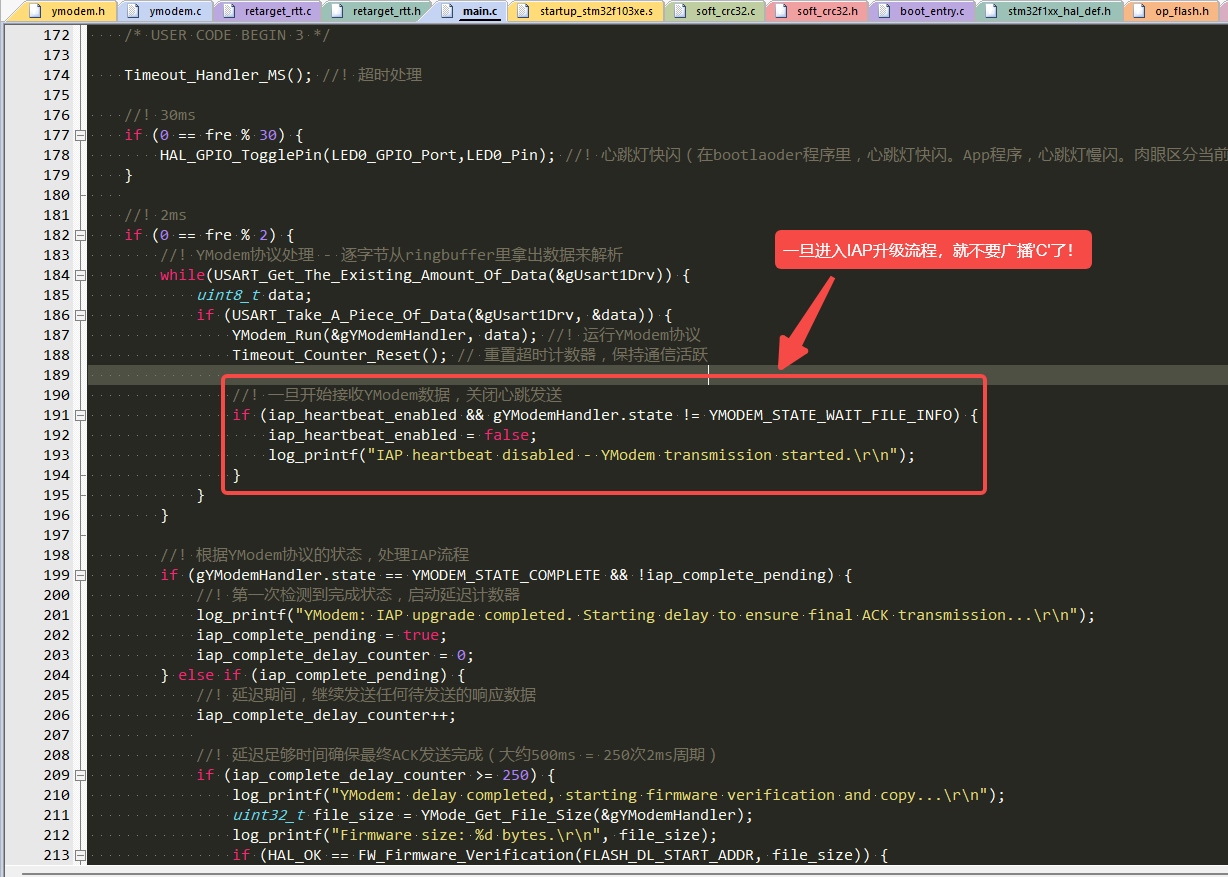 ymodem.h ymodem.c retarget_rtt.c retarget_rtt.h main.c startup_stm32f103xe.s soft_crc32.c soft_crc32.h boot_entry.c stm32f1xx_hal_def.h op_flash.h
172 /* USER CODE BEGIN 3 */
173
174 Timeout_Handler_MS(); //! 超时处理
175
176 //! 30ms
177 if (0 == fre % 30) {
178 HAL_GPIO_TogglePin(LED0_GPIO_Port,LED0_Pin); //! 心跳灯快闪（在bootlaoder程序里，心跳灯快闪。App程序，心跳灯慢闪。肉眼区分当前
179 }
180
181 //! 2ms
182 if (0 == fre % 2) {
183 //! YModem协议处理 - 逐字节从ringbuffer里拿出数据来解析
一旦进入IAP升级流程，就不要广播'C'了!
184 while(USART_Get_The_Existing_Amount_Of_Data(&gUsart1Drv)) {
185 uint8_t data;
186 if (USART_Take_A_Piece_Of_Data(&gUsart1Drv, &data)) {
187 YModem_Run(&gYModemHandler, data); //! 运行YModem协议
188 Timeout_Counter_Reset(); // 重置超时计数器，保持通信活跃
189
190 //! 一旦开始接收YModem数据，关闭心跳发送
191 if (iap_heartbeat_enabled && gYModemHandler.state != YMODEM_STATE_WAIT_FILE_INFO) {
192 iap_heartbeat_enabled = false;
193 log_printf("IAP heartbeat disabled - YModem transmission started.\r\n");
194 }
195 }
196 }
197
198 //! 根据YModem协议的状态，处理IAP流程
199 if (gYModemHandler.state == YMODEM_STATE_COMPLETE && !iap_complete_pending) {
200 //! 第一次检测到完成状态，启动延迟计数器
201 log_printf("YModem: IAP upgrade completed. Starting delay to ensure final ACK transmission...\r\n");
202 iap_complete_pending = true;
203 iap_complete_delay_counter = 0;
204 } else if (iap_complete_pending) {
205 //! 延迟期间，继续发送任何待发送的响应数据
206 iap_complete_delay_counter++;
207
208 //! 延迟足够时间确保最终ACK发送完成（大约500ms = 250次2ms周期）
209 if (iap_complete_delay_counter >= 250) {
210 log_printf("YModem: delay completed, starting firmware verification and copy...\r\n");
211 uint32_t file_size = YMode_Get_File_Size(&gYModemHandler);
212 log_printf("Firmware size: %d bytes.\r\n", file_size);
213 if (HAL_OK == FW_Firmware_Verification(FLASH_DL_START_ADDR, file_size)) {